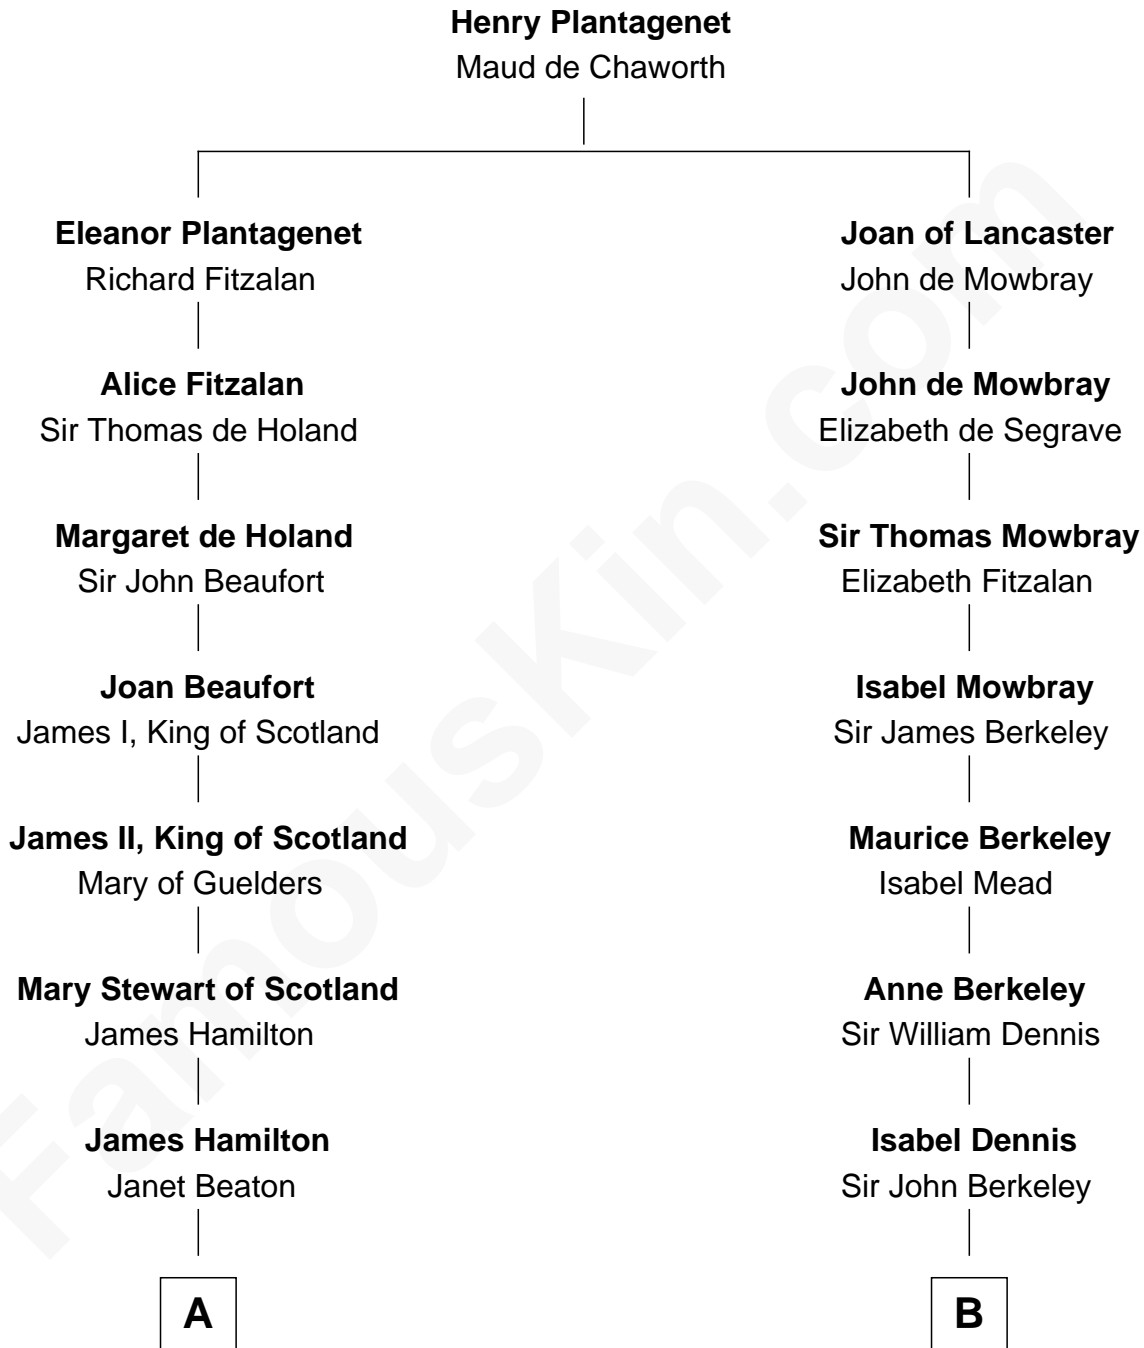 Henry Plantagenet
Maud de Chaworth
Eleanor Plantagenet
Richard Fitzalan
Alice Fitzalan
Sir Thomas de Holand
Margaret de Holand
Sir John Beaufort
Joan Beaufort
James I, King of Scotland
James II, King of Scotland
Mary of Guelders
Mary Stewart of Scotland
James Hamilton
James Hamilton
Janet Beaton
A
Joan of Lancaster
John de Mowbray
John de Mowbray
Elizabeth de Segrave
Sir Thomas Mowbray
Elizabeth Fitzalan
Isabel Mowbray
Sir James Berkeley
Maurice Berkeley
Isabel Mead
Anne Berkeley
Sir William Dennis
Isabel Dennis
Sir John Berkeley
B
FamousKin.com